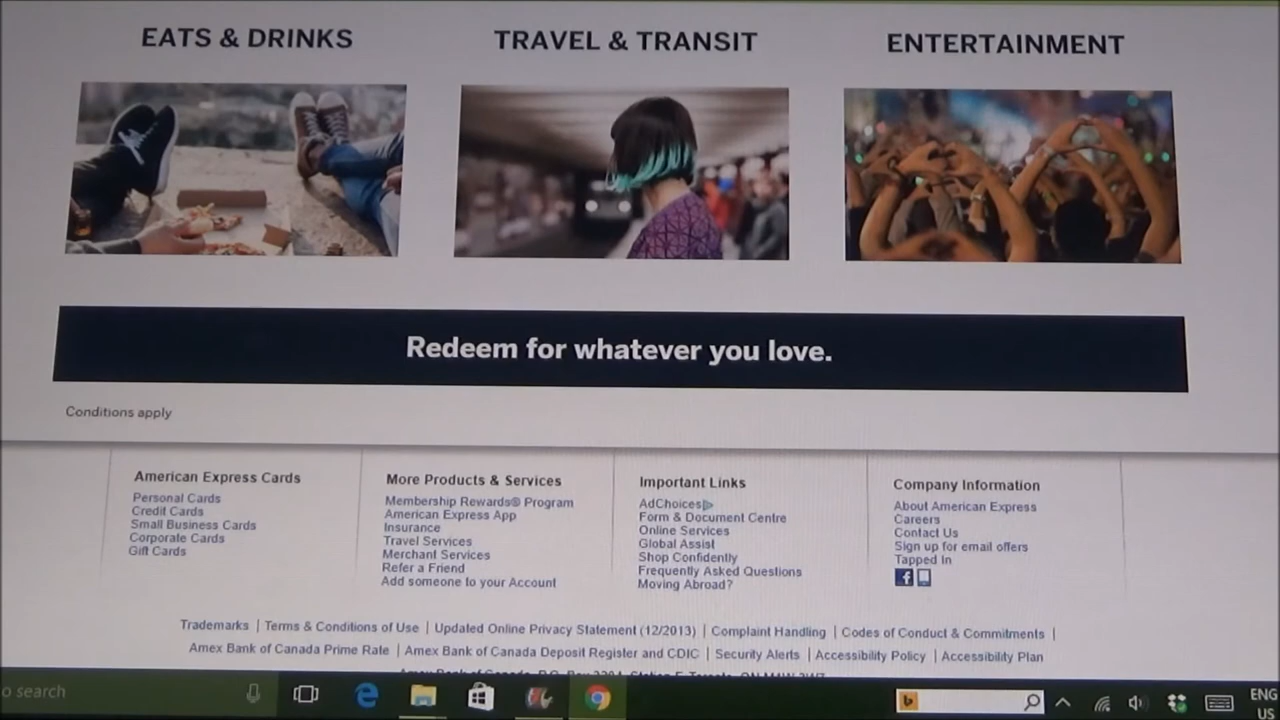 EATS & DRINKS
TRAVEL & TRANSIT
ENTERTAINMENT
Redeem for whatever you love.
Conditions apply
American Express Cards
Personal Cards
Credit Cards
Small Business Cards
Corporate Cards
Gift Cards
More Products & Services
Membership Rewards® Program
American Express App
Insurance
Travel Services
Merchant Services
Refer a Friend
Add someone to your Account
Important Links
AdChoices
Form & Document Centre
Online Services
Global Assist
Shop Confidently
Frequently Asked Questions
Moving Abroad?
Company Information
About American Express
Careers
Contact Us
Sign up for email offers
Tapped In
Trademarks | Terms & Conditions of Use | Updated Online Privacy Statement (12/2013) | Complaint Handling | Codes of Conduct & Commitments |
Amex Bank of Canada Prime Rate | Amex Bank of Canada Deposit Register and CDIC | Security Alerts | Accessibility Policy | Accessibility Plan
o search
ENG
US